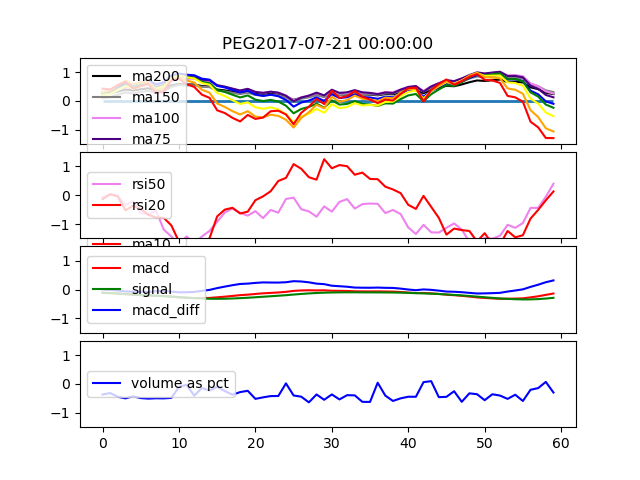 PEG2017-07-21 00:00:00
1
0
−1
ma200
ma150
ma100
ma75
1
0
−1
rsi50
rsi20
ma10
1
0
−1
macd
signal
macd_diff
1
0
−1
volume as pct
0 10 20 30 40 50 60